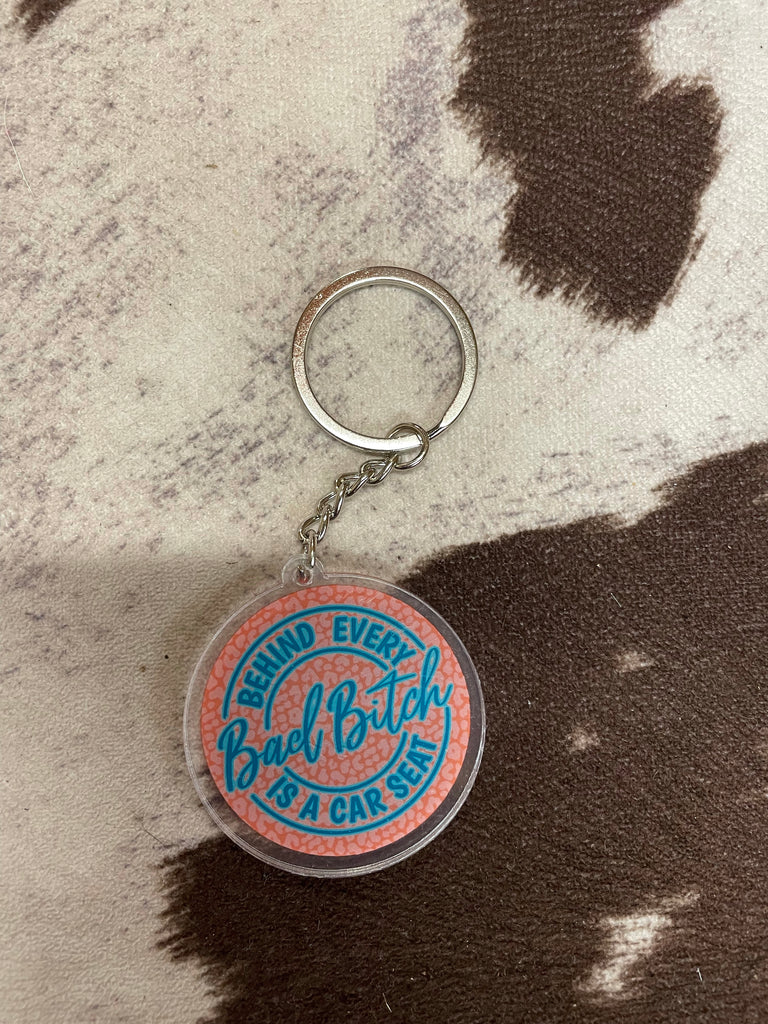 BEHIND EVERY
Bad Bitch
IS A CAR SEAT